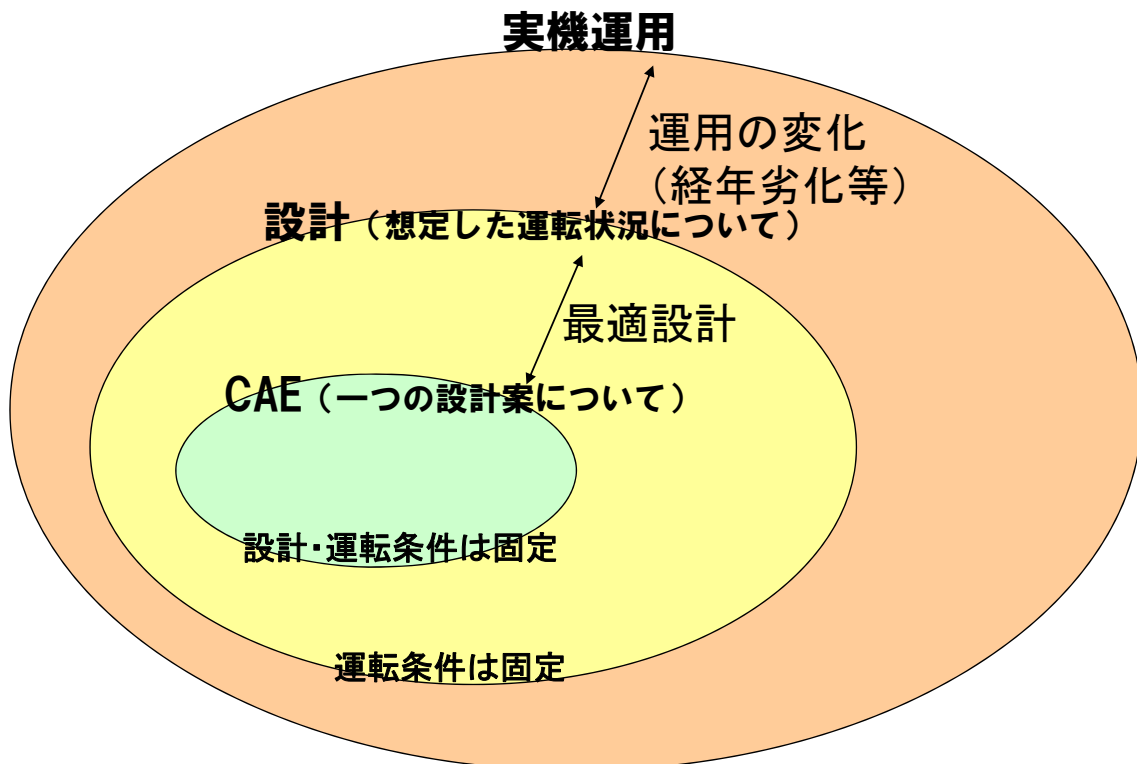 実機運用
運用の変化
（経年劣化等）
設計（想定した運転状況について）
最適設計
CAE（一つの設計案について）
設計・運転条件は固定
運転条件は固定